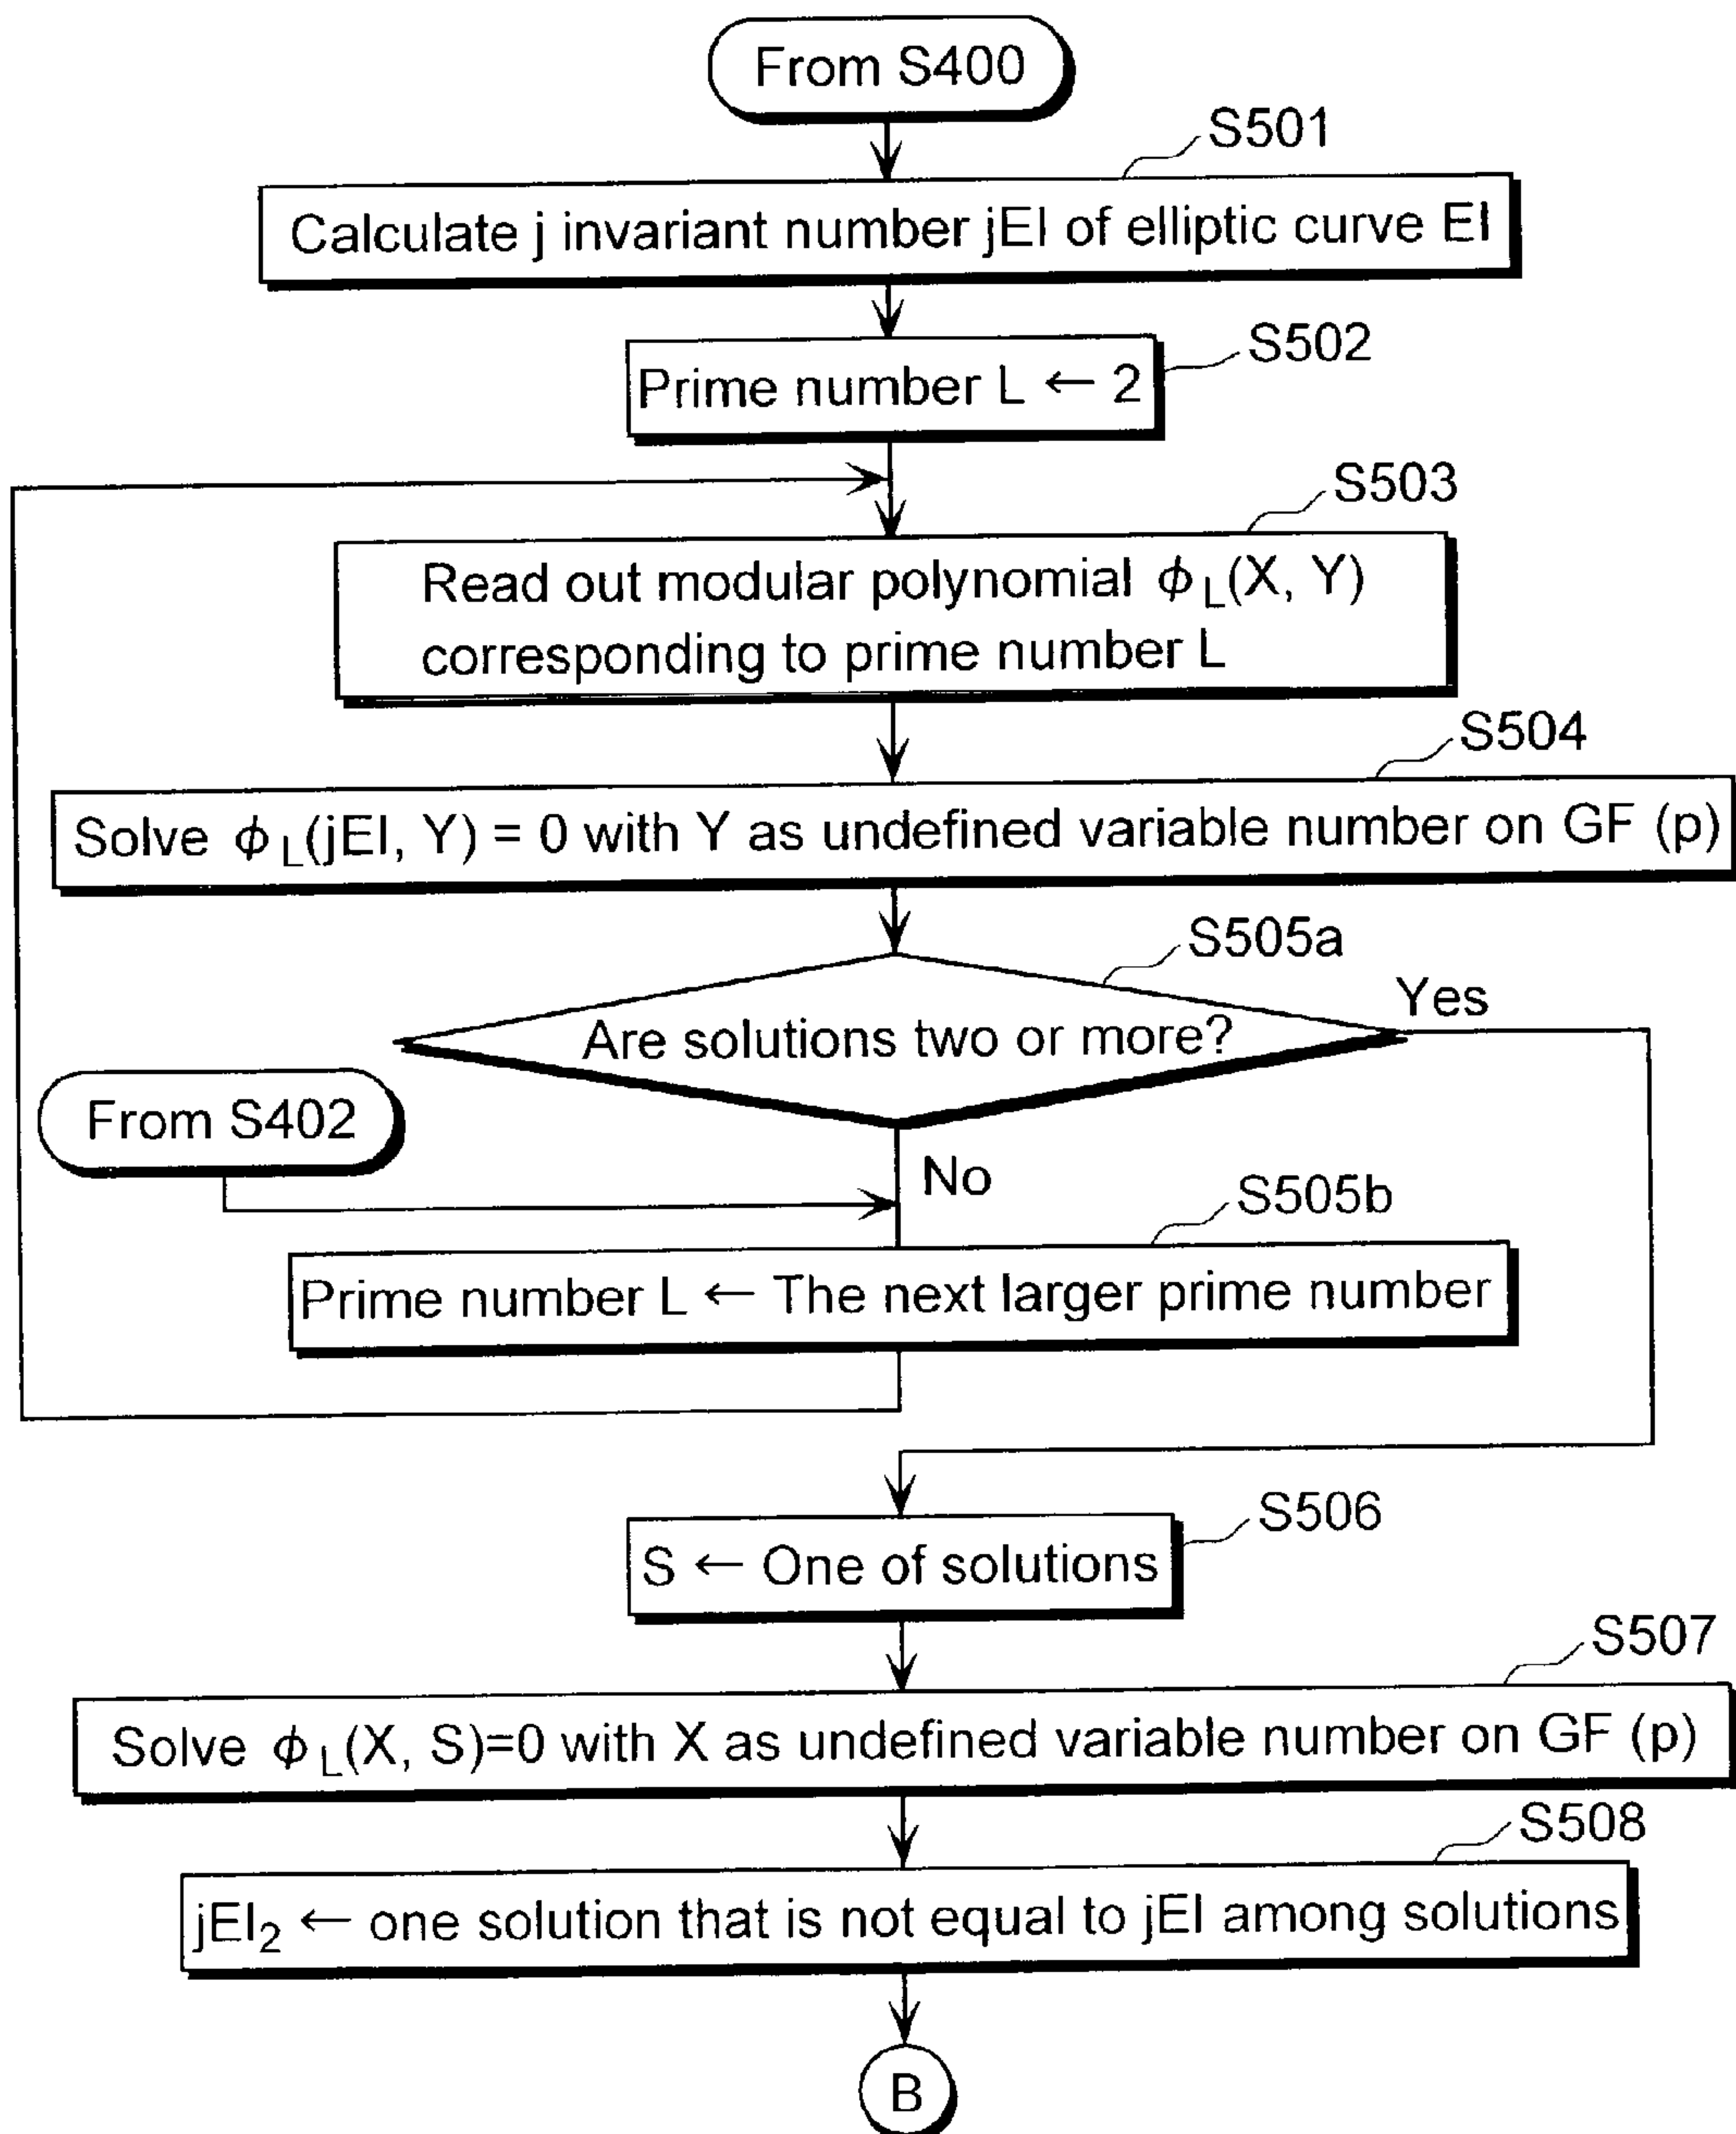 From S400
S501
Calculate j invariant number jEI of elliptic curve EI
S502
Prime number L ← 2
S503
Read out modular polynomial ϕL(X, Y)
corresponding to prime number L
S504
Solve ϕL(jEI, Y) = 0 with Y as undefined variable number on GF (p)
S505a
Yes
Are solutions two or more?
From S402
No
S505b
Prime number L ← The next larger prime number
S506
S ← One of solutions
S507
Solve ϕL(X, S)=0 with X as undefined variable number on GF (p)
S508
jEI2 ← one solution that is not equal to jEI among solutions
B